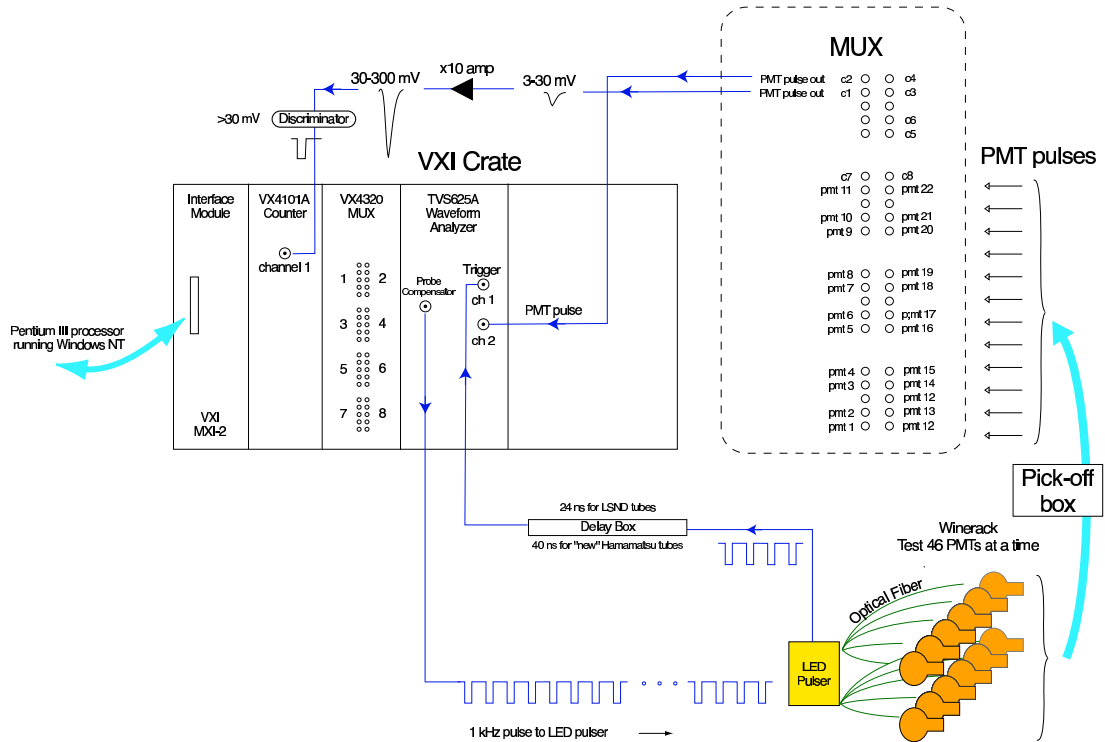 MUX
x10 amp
30-300 mV
3-30 mV
PMT pulse out c2 c4
PMT pulse out c1 c3
>30 mV Discriminator
c6
c5
VXI Crate
PMT pulses
c7 c8
pmt 11 pmt 22
pmt 10 pmt 21
pmt 9 pmt 20
pmt 8 pmt 19
pmt 7 pmt 18
pmt 6 p;mt 17
pmt 5 pmt 16
pmt 4 pmt 15
pmt 3 pmt 14
pmt 12
pmt 2 pmt 13
pmt 1 pmt 12
Interface
Module
VX4101A
Counter
VX4320
MUX
TVS625A
Waveform
Analyzer
channel 1
1 2
3 4
5 6
7 8
Probe
Compensator
Trigger
ch 1
ch 2
PMT pulse
Pentium III processor
running Windows NT
VXI
MXI-2
Pick-off
box
24 ns for LSND tubes
Delay Box
40 ns for "new" Hamamatsu tubes
Winerack
Test 46 PMTs at a time
Optical Fiber
LED
Pulser
1 kHz pulse to LED pulser